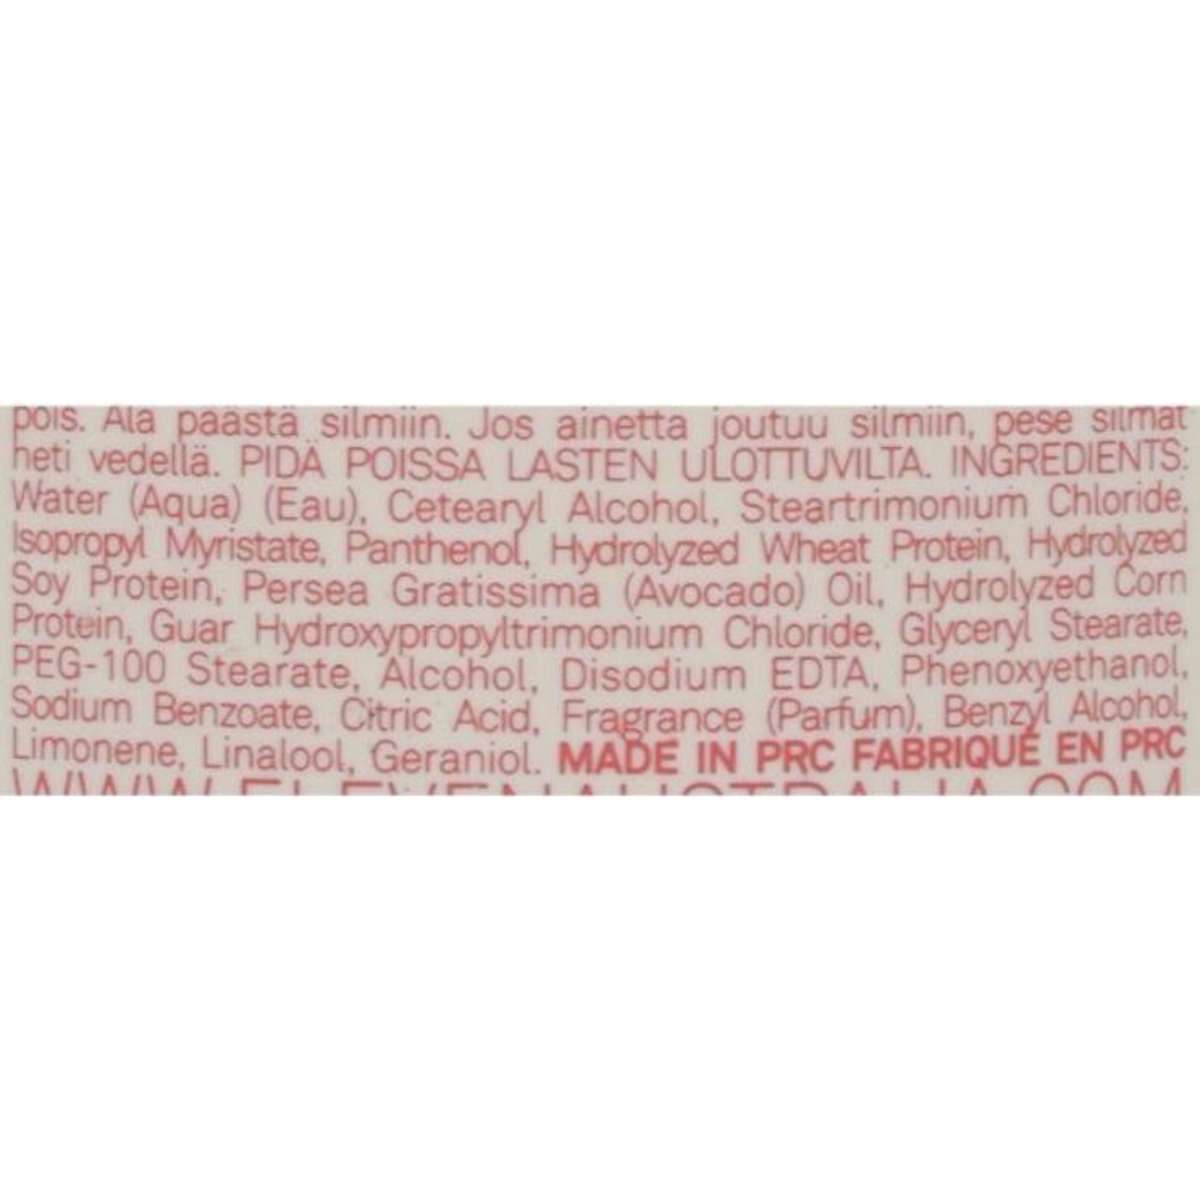 pois. Älä päästä silmiin. Jos ainetta joutuu silmiin, pese silmät
heti vedellä. PIDÄ POISSA LASTEN ULOTTUVILTA. INGREDIENTS:
Water (Aqua) (Eau), Cetearyl Alcohol, Steartrimonium Chloride,
Isopropyl Myristate, Panthenol, Hydrolyzed Wheat Protein, Hydrolyzed
Soy Protein, Persea Gratissima (Avocado) Oil, Hydrolyzed Corn
Protein, Guar Hydroxypropyltrimonium Chloride, Glyceryl Stearate,
PEG-100 Stearate, Alcohol, Disodium EDTA, Phenoxyethanol,
Sodium Benzoate, Citric Acid, Fragrance (Parfum), Benzyl Alcohol,
Limonene, Linalool, Geraniol. MADE IN PRC FABRIQUÉ EN PRC
WWW.ELEVENAUSTRALIA.COM